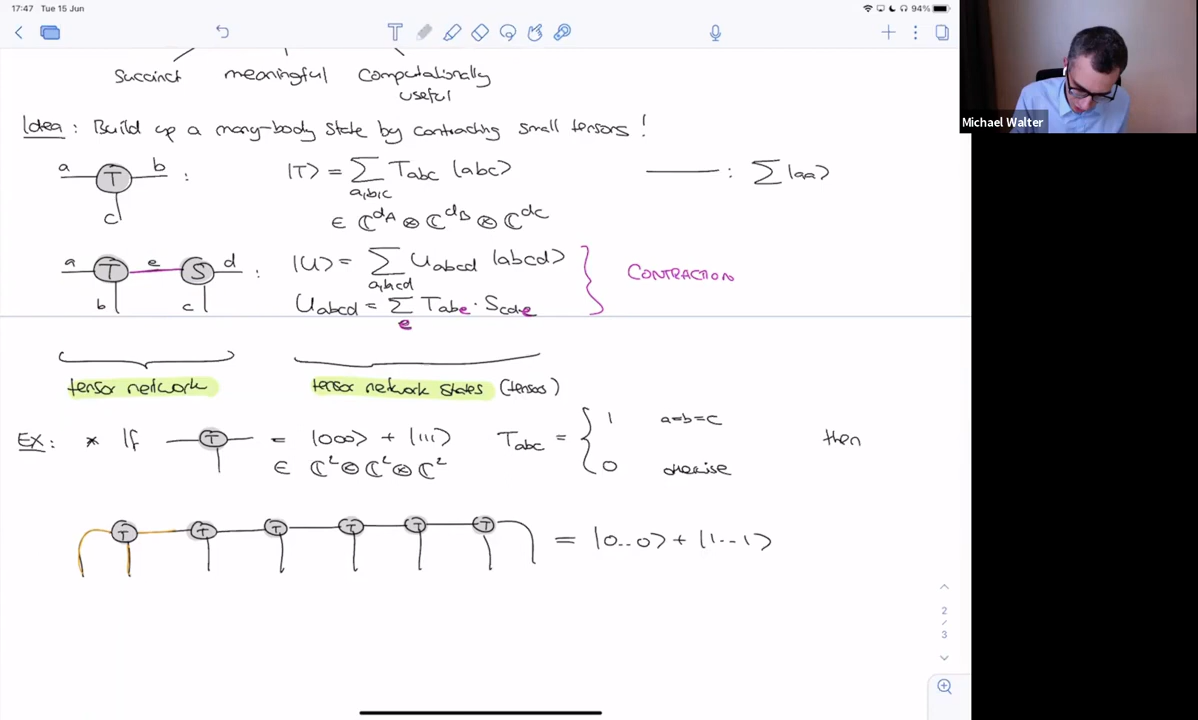 17:47 Tue 15 Jun
94%
Succinct meaningful Computationally
useful
Michael Walter
Idea: Build up a many-body state by contracting small tensors!
a T b : |T⟩ = ∑ Tabc |abc⟩ : ∑|aa⟩
a,b,c
c ∈ ℂ^dA ⊗ ℂ^dB ⊗ ℂ^dC
a T e S d : |U⟩ = ∑ Uabcd |abcd⟩
a,b,c,d
CONTRACTION
b c Uabcd = ∑ Tabe · Scde
e
tensor network tensor network states (tensors)
EX: * If T = |000⟩ + |111⟩ Tabc = { 1 a=b=c then
∈ ℂ² ⊗ ℂ² ⊗ ℂ² 0 otherwise
T T T T T T = |0...0⟩ + |1...1⟩
2
/
3